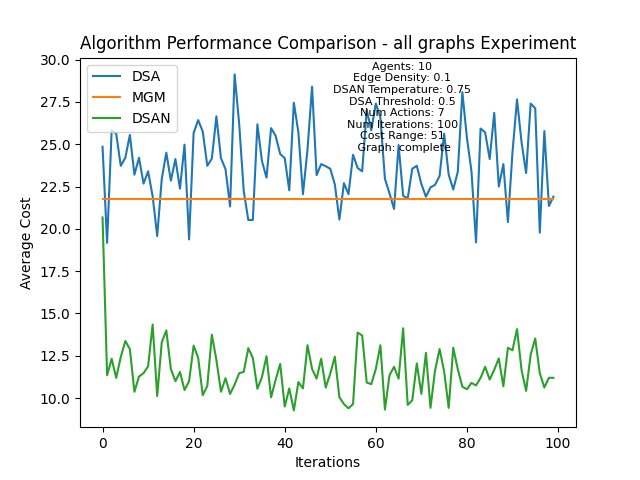 Algorithm Performance Comparison - all graphs Experiment
DSA
MGM
DSAN
Agents: 10
Edge Density: 0.1
DSAN Temperature: 0.75
DSA Threshold: 0.5
Num Actions: 7
Num Iterations: 100
Cost Range: 51
Graph: complete
Average Cost
30.0
27.5
25.0
22.5
20.0
17.5
15.0
12.5
10.0
0 20 40 60 80 100
Iterations